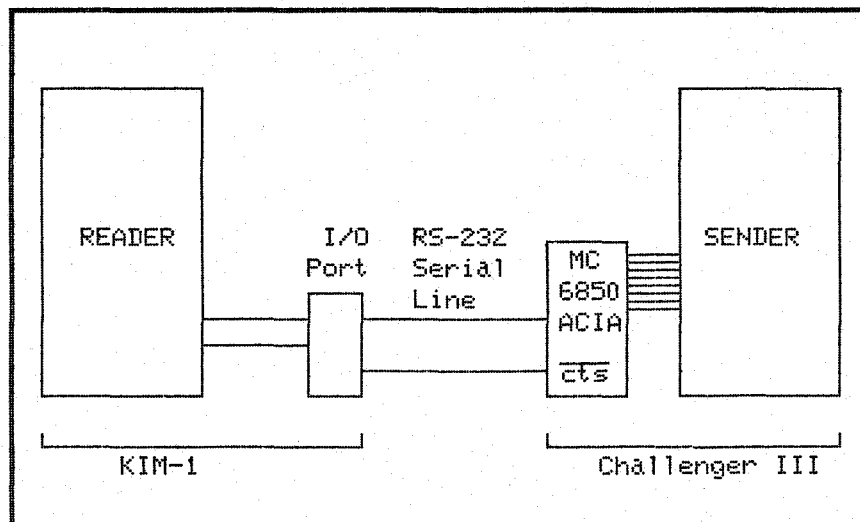 READER
I/O
Port
RS-232
Serial
Line
MC
6850
ACIA
cts
SENDER
KIM-1
Challenger III